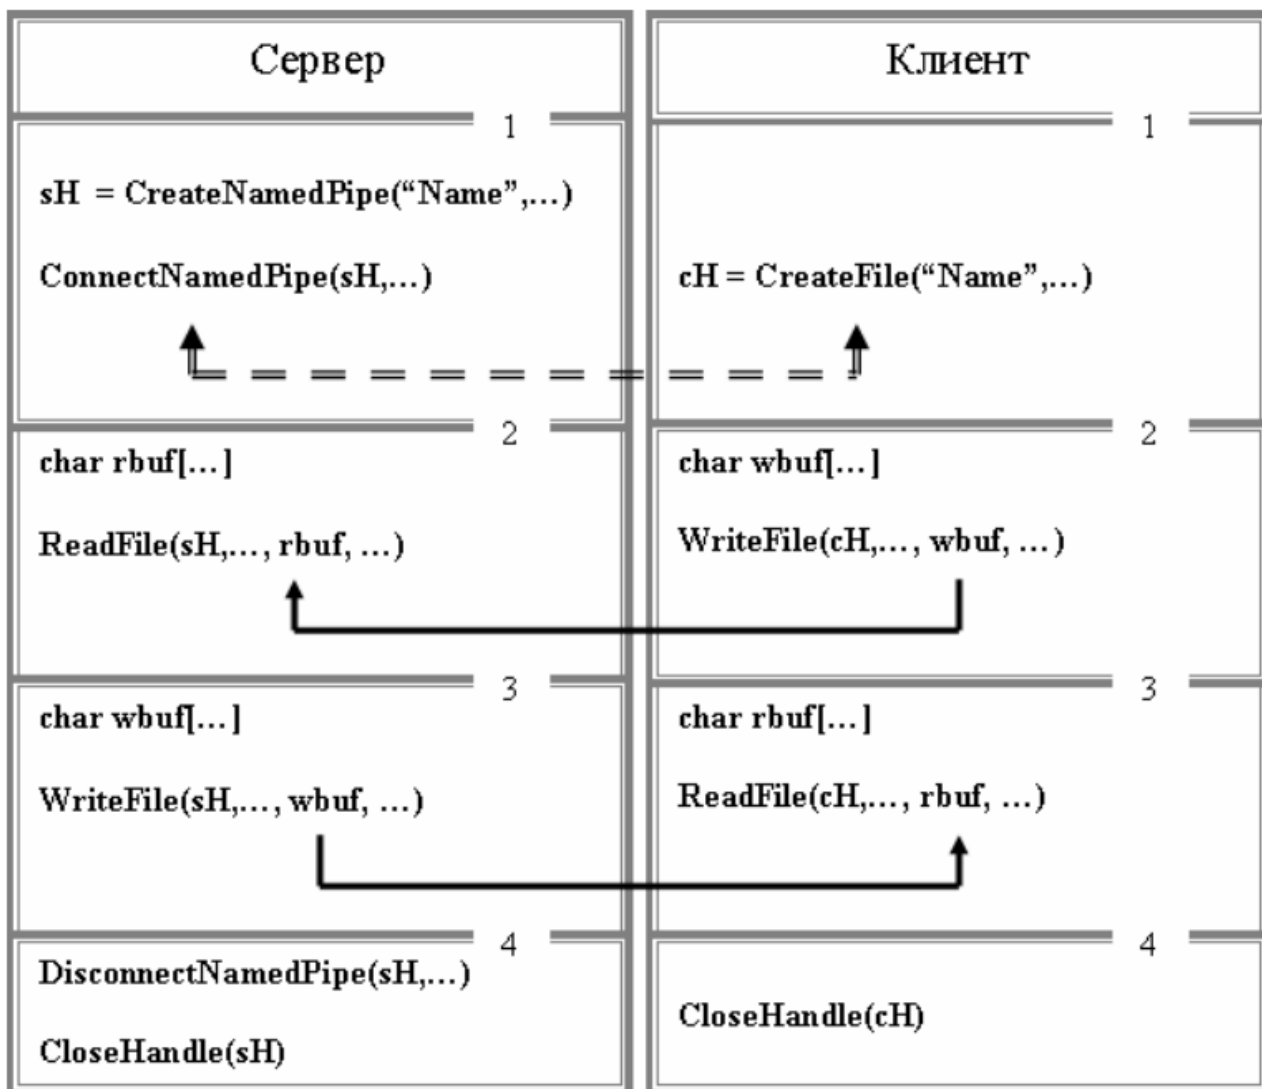 Сервер
1
sH = CreateNamedPipe(“Name”,…)
ConnectNamedPipe(sH,…)
2
char rbuf[…]
ReadFile(sH,…, rbuf, …)
3
char wbuf[…]
WriteFile(sH,…, wbuf, …)
4
DisconnectNamedPipe(sH,…)
CloseHandle(sH)
Клиент
1
cH = CreateFile(“Name”,…)
2
char wbuf[…]
WriteFile(cH,…, wbuf, …)
3
char rbuf[…]
ReadFile(cH,…, rbuf, …)
4
CloseHandle(cH)